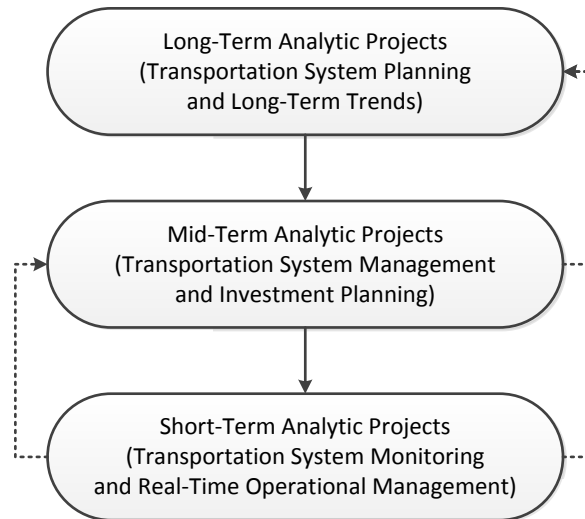 Long-Term Analytic Projects
(Transportation System Planning
and Long-Term Trends)
Mid-Term Analytic Projects
(Transportation System Management
and Investment Planning)
Short-Term Analytic Projects
(Transportation System Monitoring
and Real-Time Operational Management)